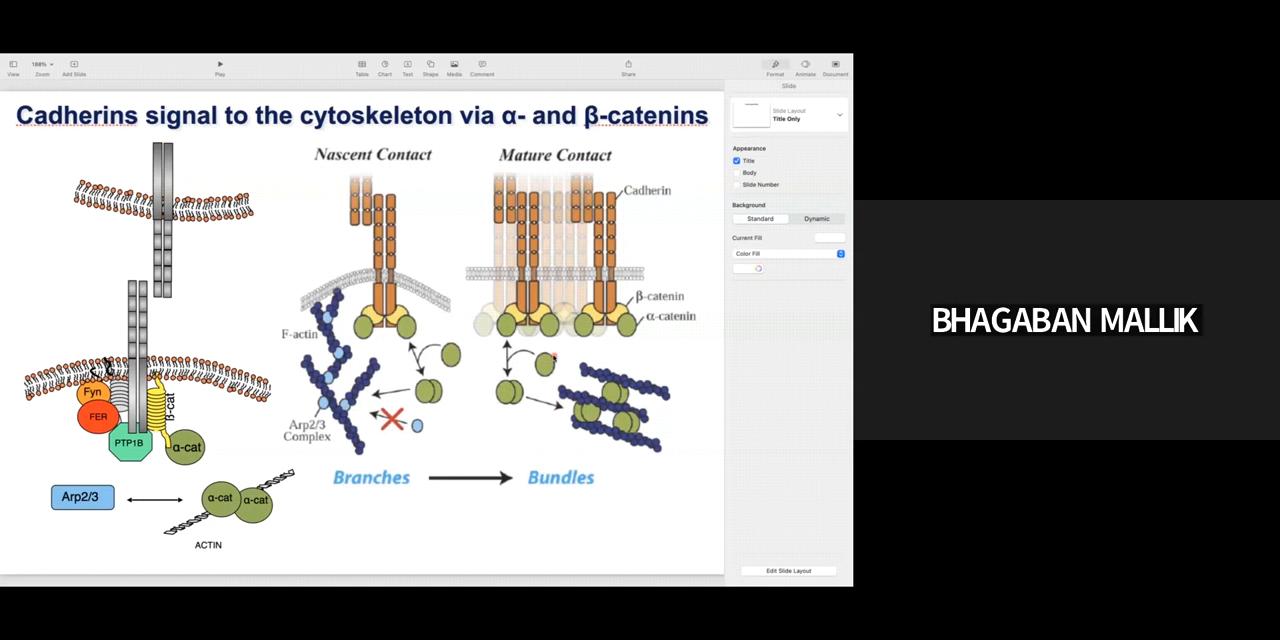 View
188%
Zoom
Add Slide
Play
Table
Chart
Text
Shape
Media
Comment
Share
Format
Animate
Document
Slide
Slide Layout
Title Only
Appearance
Title
Body
Slide Number
Background
Standard
Dynamic
Current Fill
Color Fill
Edit Slide Layout
Cadherins signal to the cytoskeleton via α- and β-catenins
Nascent Contact
Mature Contact
Cadherin
β-catenin
α-catenin
F-actin
Arp2/3
Complex
Branches
Bundles
Fyn
FER
PTP1B
β-cat
α-cat
Arp2/3
α-cat
α-cat
ACTIN
BHAGABAN MALLIK